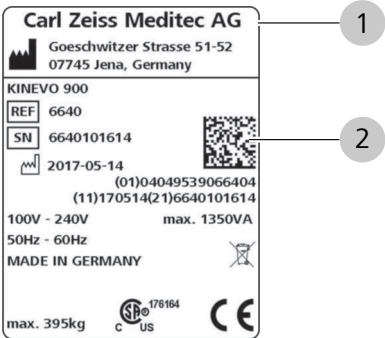 Carl Zeiss Meditec AG
Goeschwitzer Strasse 51-52
07745 Jena, Germany
KINEVO 900
REF 6640
SN 6640101614
2017-05-14
(01)04049539066404
(11)170514(21)6640101614
100V - 240V max. 1350VA
50Hz - 60Hz
MADE IN GERMANY
max. 395kg
C SP® US 176164
CE
1
2